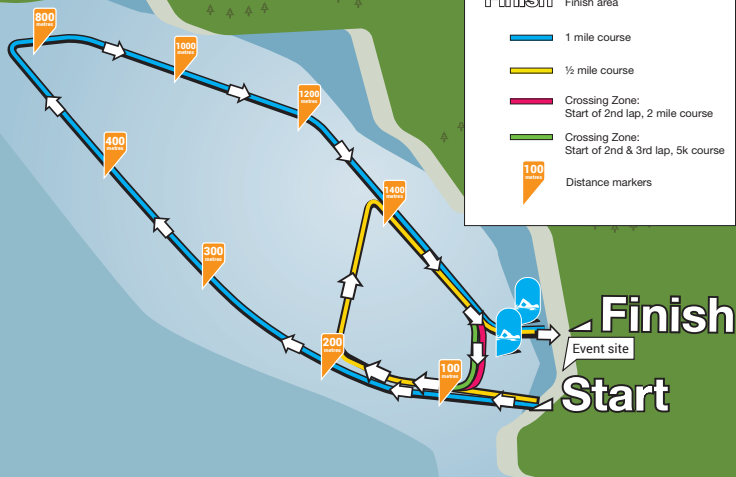 Finish
Finish area
1 mile course
½ mile course
Crossing Zone:
Start of 2nd lap, 2 mile course
Crossing Zone:
Start of 2nd & 3rd lap, 5k course
100
metres
Distance markers
800
metres
1000
metres
1200
metres
400
metres
1400
metres
300
metres
200
metres
100
metres
Finish
Event site
Start